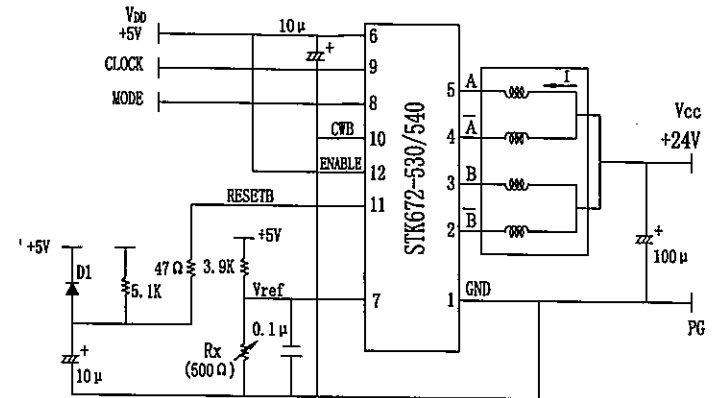 VDD
+5V
CLOCK
MODE
10μ
+
6
9
8
CWB
10
ENABLE
12
RESETB
11
7
STK672-530/540
5
A
4
A̅
3
B
2
B̅
1
GND
I
Vcc
+24V
+
100μ
PG
+5V
D1
5.1K
47Ω
+5V
3.9K
Vref
0.1μ
Rx
(500Ω)
+
10μ